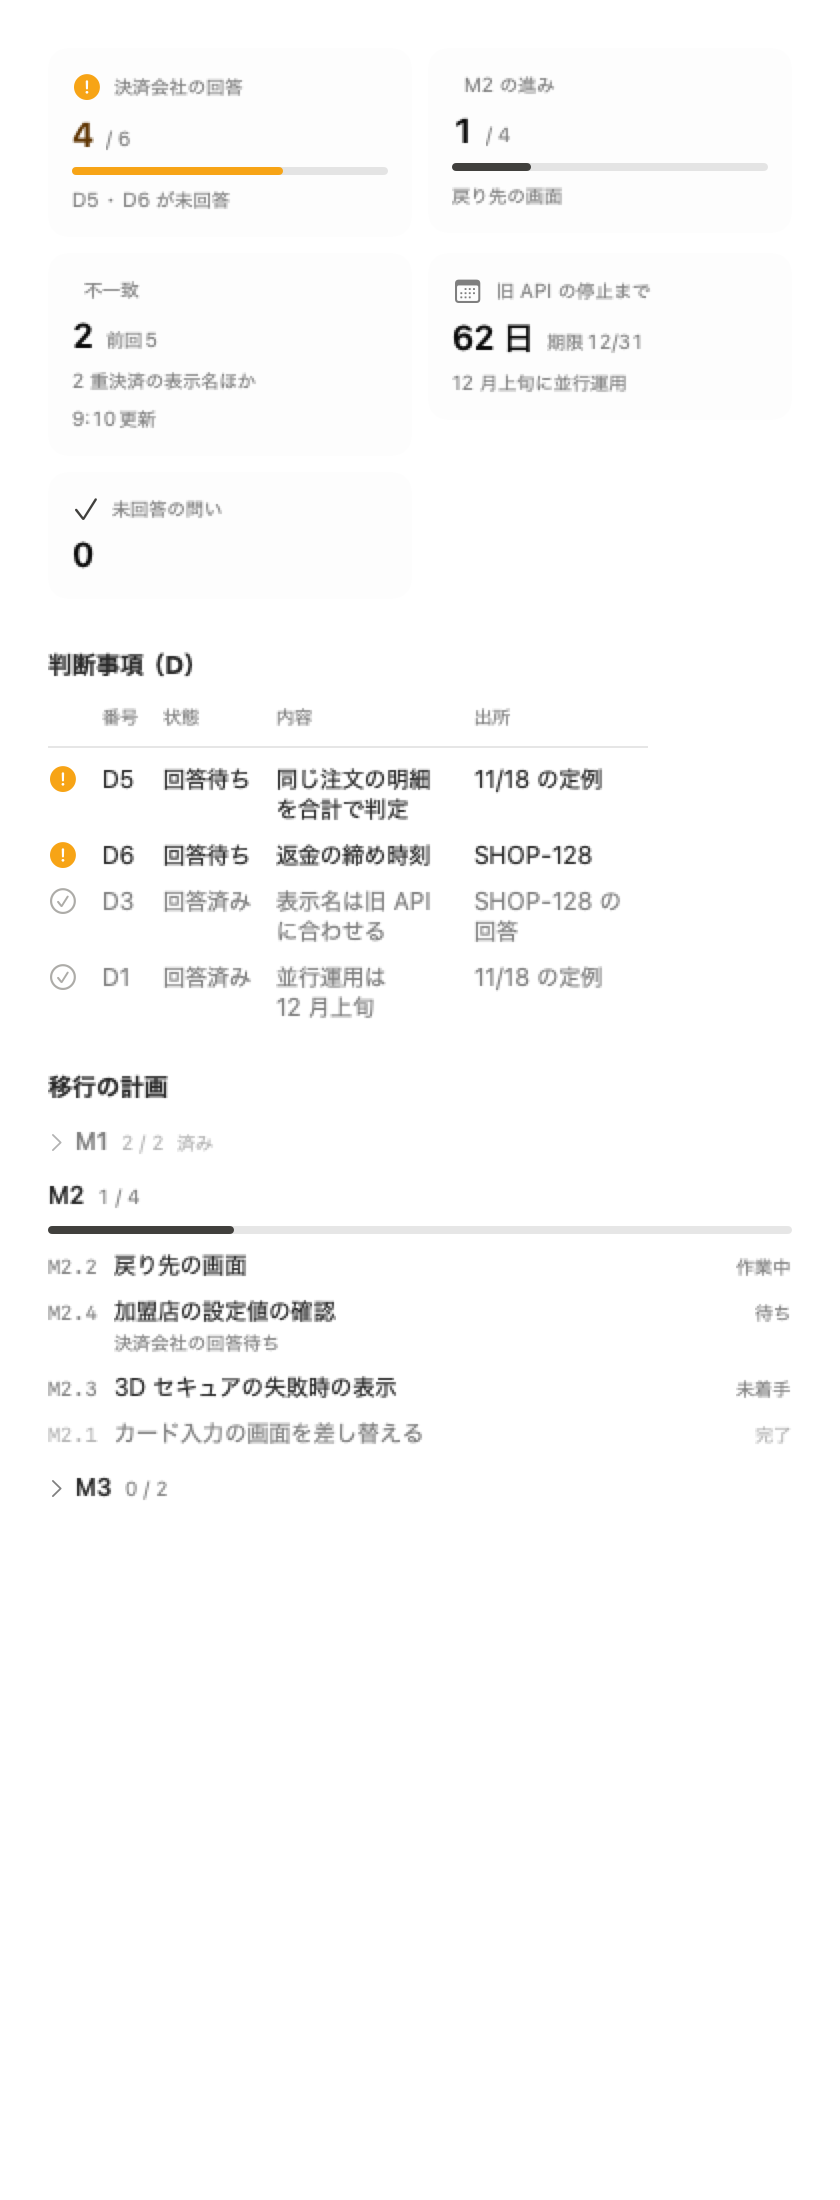 決済会社の回答
4 / 6
D5・D6 が未回答
M2 の進み
1 / 4
戻り先の画面
不一致
2 前回 5
2 重決済の表示名ほか
9:10 更新
旧 API の停止まで
62 日 期限 12/31
12 月上旬に並行運用
未回答の問い
0
判断事項（D）
番号 状態 内容 出所
D5 回答待ち 同じ注文の明細 11/18 の定例
を合計で判定
D6 回答待ち 返金の締め時刻 SHOP-128
D3 回答済み 表示名は旧 API SHOP-128 の
に合わせる 回答
D1 回答済み 並行運用は 11/18 の定例
12 月上旬
移行の計画
M1 2 / 2 済み
M2 1 / 4
M2.2 戻り先の画面 作業中
M2.4 加盟店の設定値の確認 待ち
決済会社の回答待ち
M2.3 3D セキュアの失敗時の表示 未着手
M2.1 カード入力の画面を差し替える 完了
M3 0 / 2